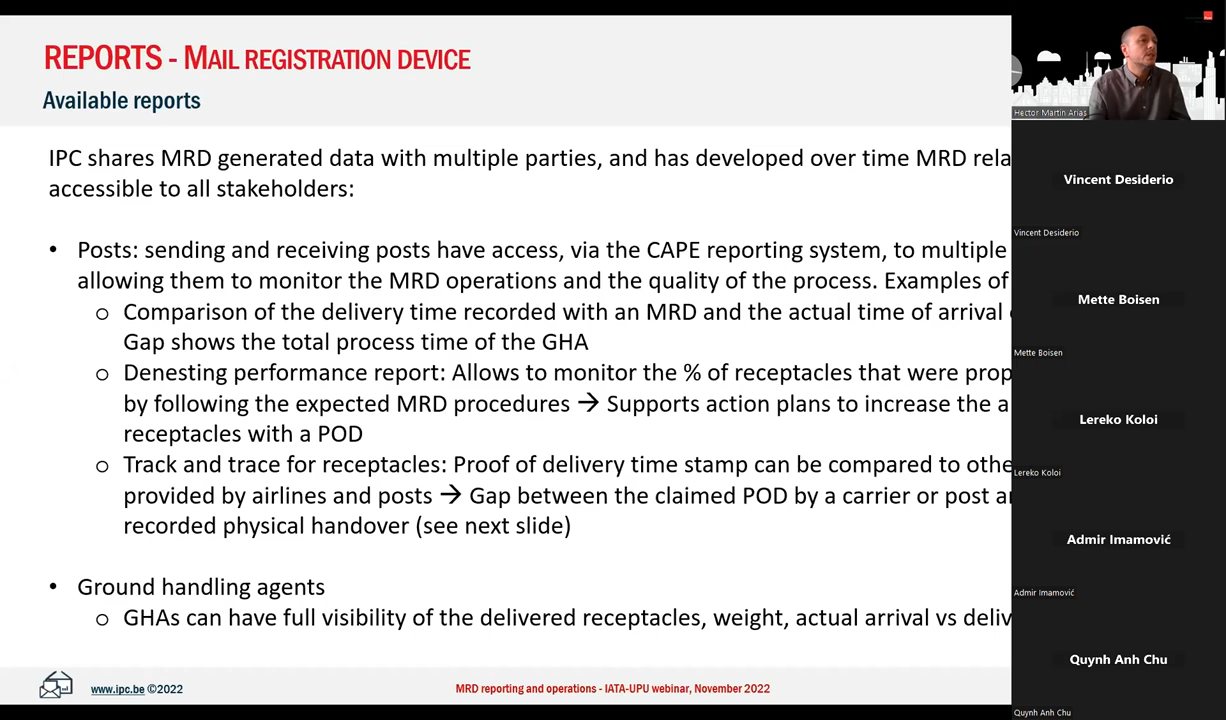 REPORTS - MAIL REGISTRATION DEVICE
Available reports
IPC shares MRD generated data with multiple parties, and has developed over time MRD rela
accessible to all stakeholders:
• Posts: sending and receiving posts have access, via the CAPE reporting system, to multiple
allowing them to monitor the MRD operations and the quality of the process. Examples of
o Comparison of the delivery time recorded with an MRD and the actual time of arrival
Gap shows the total process time of the GHA
o Denesting performance report: Allows to monitor the % of receptacles that were prop
by following the expected MRD procedures → Supports action plans to increase the a
receptacles with a POD
o Track and trace for receptacles: Proof of delivery time stamp can be compared to othe
provided by airlines and posts → Gap between the claimed POD by a carrier or post a
recorded physical handover (see next slide)
• Ground handling agents
o GHAs can have full visibility of the delivered receptacles, weight, actual arrival vs deliv
www.ipc.be ©2022
MRD reporting and operations - IATA-UPU webinar, November 2022
Hector Martin Arias
Vincent Desiderio
Vincent Desiderio
Mette Boisen
Mette Boisen
Lereko Koloi
Lereko Koloi
Admir Imamović
Admir Imamović
Quynh Anh Chu
Quynh Anh Chu